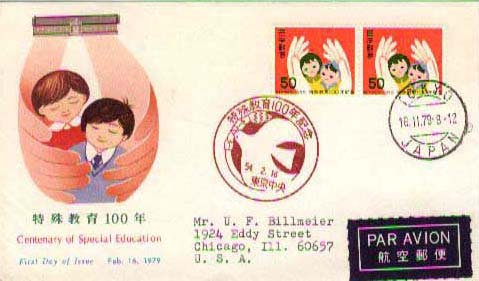 特殊教育100年
Centenary of Special Education
First Day of Issue Feb. 16, 1979
特殊教育100年記念
54. 2. 16
東京中央
50
日本郵便
50
日本郵便
TOKYO
16.II.79.8-12
JAPAN
Mr. U. F. Billmeier
1924 Eddy Street
Chicago, Ill. 60657
U. S. A.
PAR AVION
航空郵便